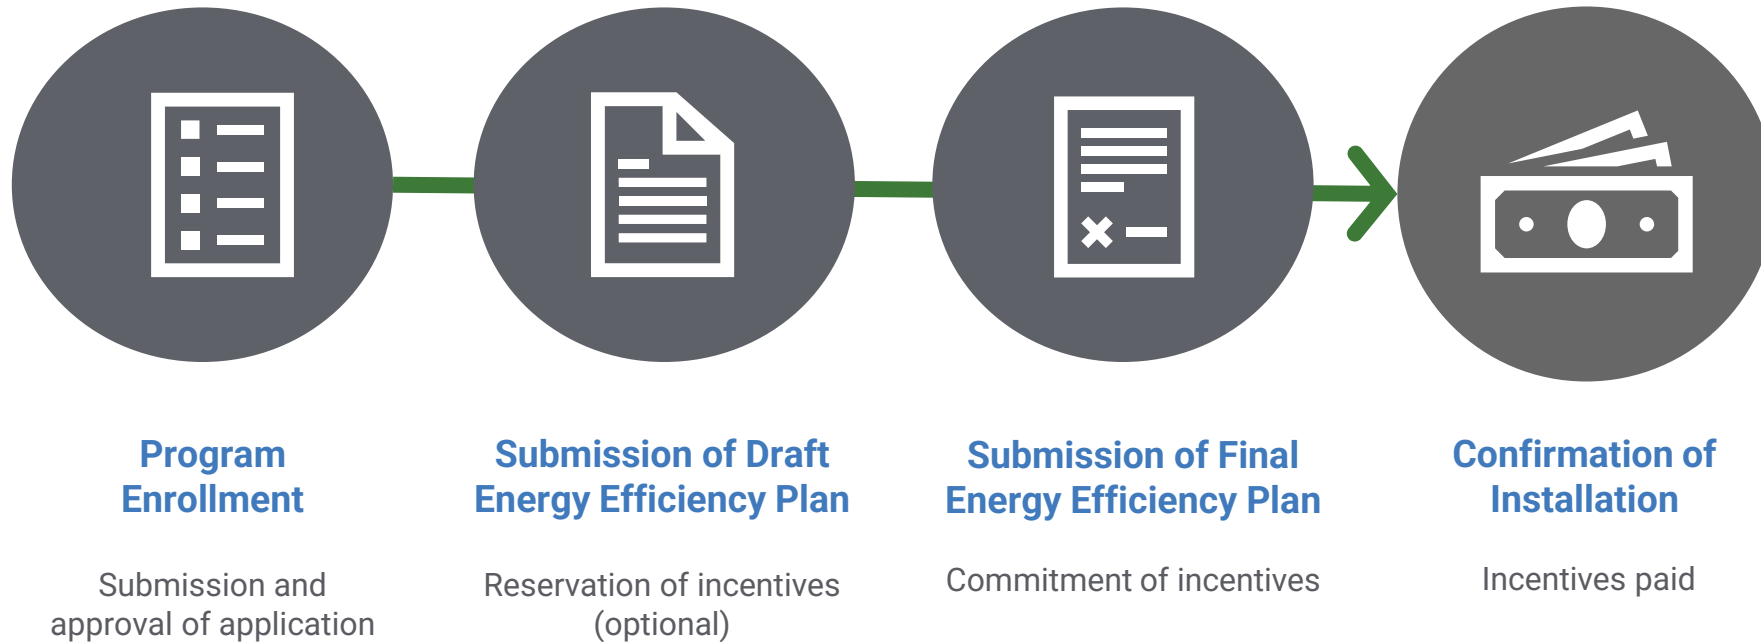 Program
Enrollment
Submission and
approval of application
Submission of Draft
Energy Efficiency Plan
Reservation of incentives
(optional)
Submission of Final
Energy Efficiency Plan
Commitment of incentives
Confirmation of
Installation
Incentives paid